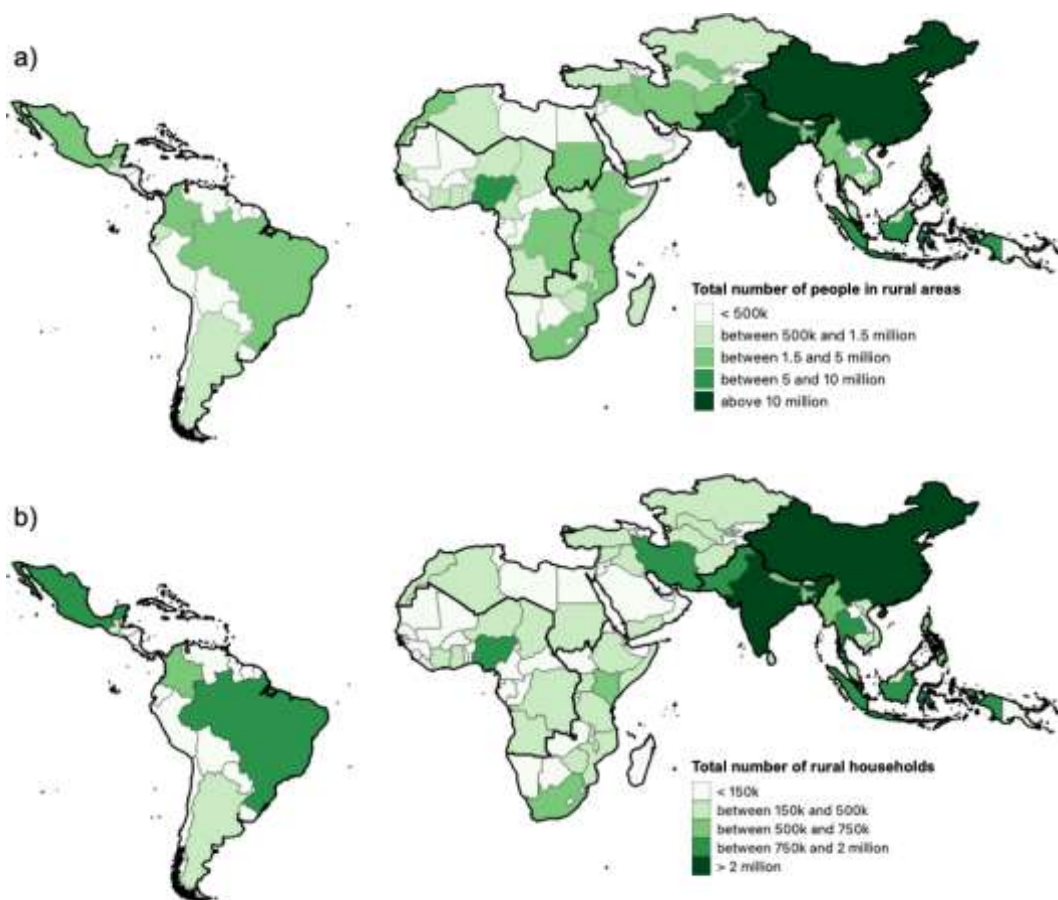 a)
Total number of people in rural areas
< 500k
between 500k and 1.5 million
between 1.5 and 5 million
between 5 and 10 million
above 10 million
b)
Total number of rural households
< 150k
between 150k and 500k
between 500k and 750k
between 750k and 2 million
> 2 million